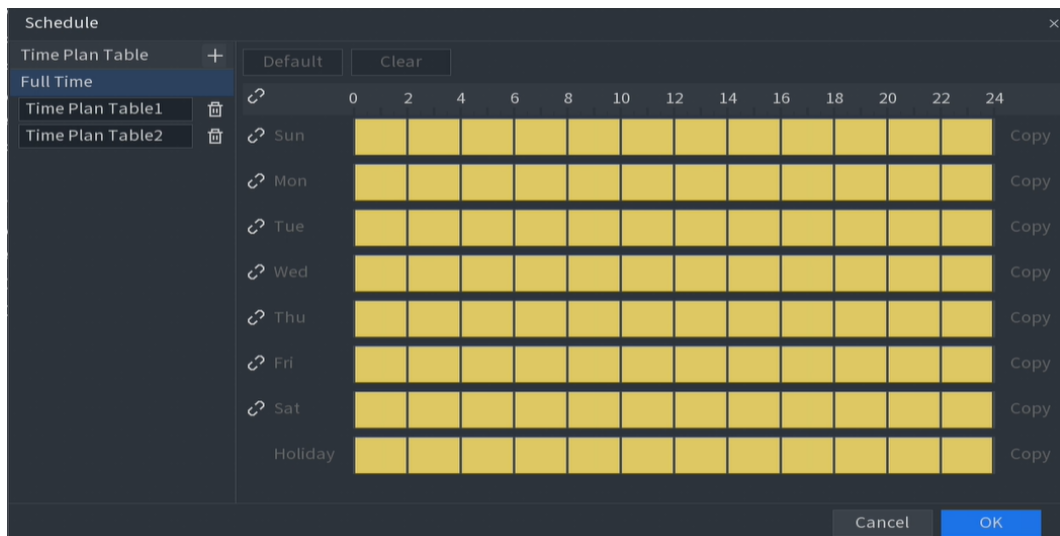 Schedule
Time Plan Table
Full Time
Time Plan Table1
Time Plan Table2
Default Clear
0 2 4 6 8 10 12 14 16 18 20 22 24
Sun Copy
Mon Copy
Tue Copy
Wed Copy
Thu Copy
Fri Copy
Sat Copy
Holiday Copy
Cancel OK